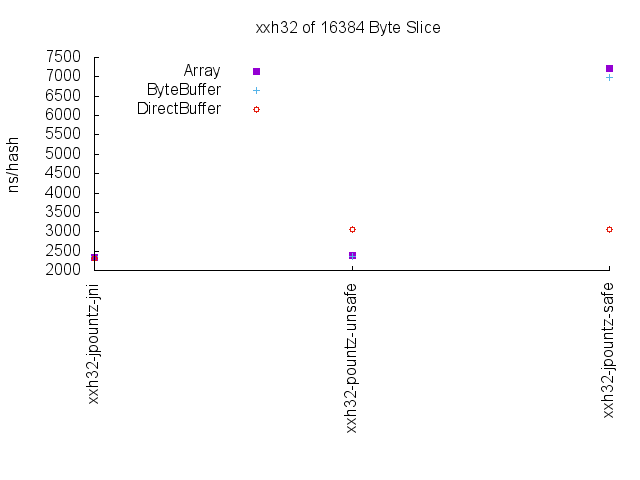 xxh32 of 16384 Byte Slice
7500
7000
6500
6000
5500
5000
4500
4000
3500
3000
2500
2000
ns/hash
Array
ByteBuffer
DirectBuffer
xxh32-jpountz-jni
xxh32-pountz-unsafe
xxh32-jpountz-safe